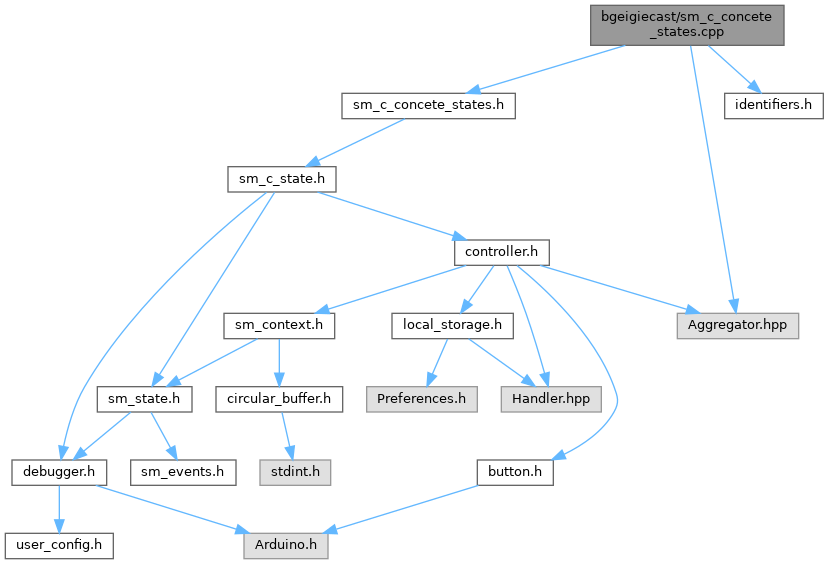 bgeigiecast/sm_c_concete
_states.cpp
sm_c_concete_states.h
identifiers.h
sm_c_state.h
controller.h
sm_context.h
local_storage.h
Aggregator.hpp
sm_state.h
circular_buffer.h
Preferences.h
Handler.hpp
debugger.h
sm_events.h
stdint.h
button.h
user_config.h
Arduino.h